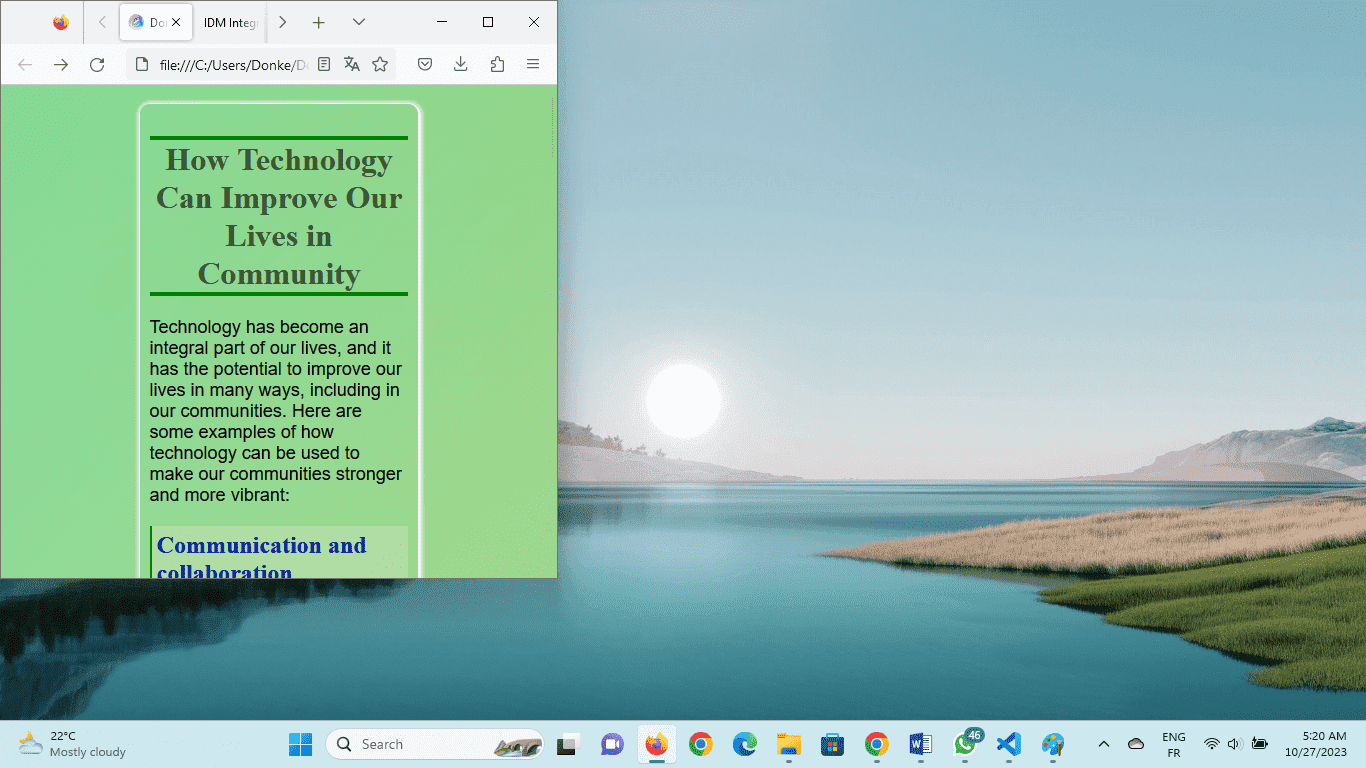 Do
IDM Integ
file:///C:/Users/Donke/D
How Technology
Can Improve Our
Lives in
Community
Technology has become an
integral part of our lives, and it
has the potential to improve our
lives in many ways, including in
our communities. Here are
some examples of how
technology can be used to
make our communities stronger
and more vibrant:
Communication and
collaboration
22°C
Mostly cloudy
Search
46
ENG
FR
5:20 AM
10/27/2023